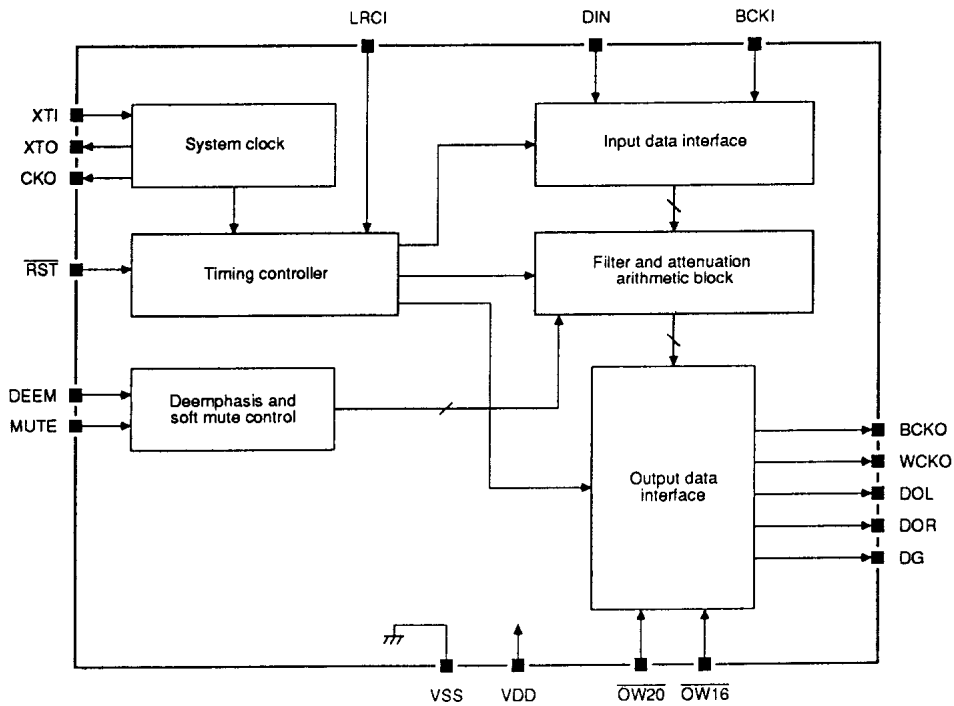 LRCI DIN BCKI
XTI
XTO
CKO
System clock
Input data interface
RST
Timing controller
Filter and attenuation
arithmetic block
DEEM
MUTE
Deemphasis and
soft mute control
Output data
interface
BCKO
WCKO
DOL
DOR
DG
VSS VDD OW20 OW16